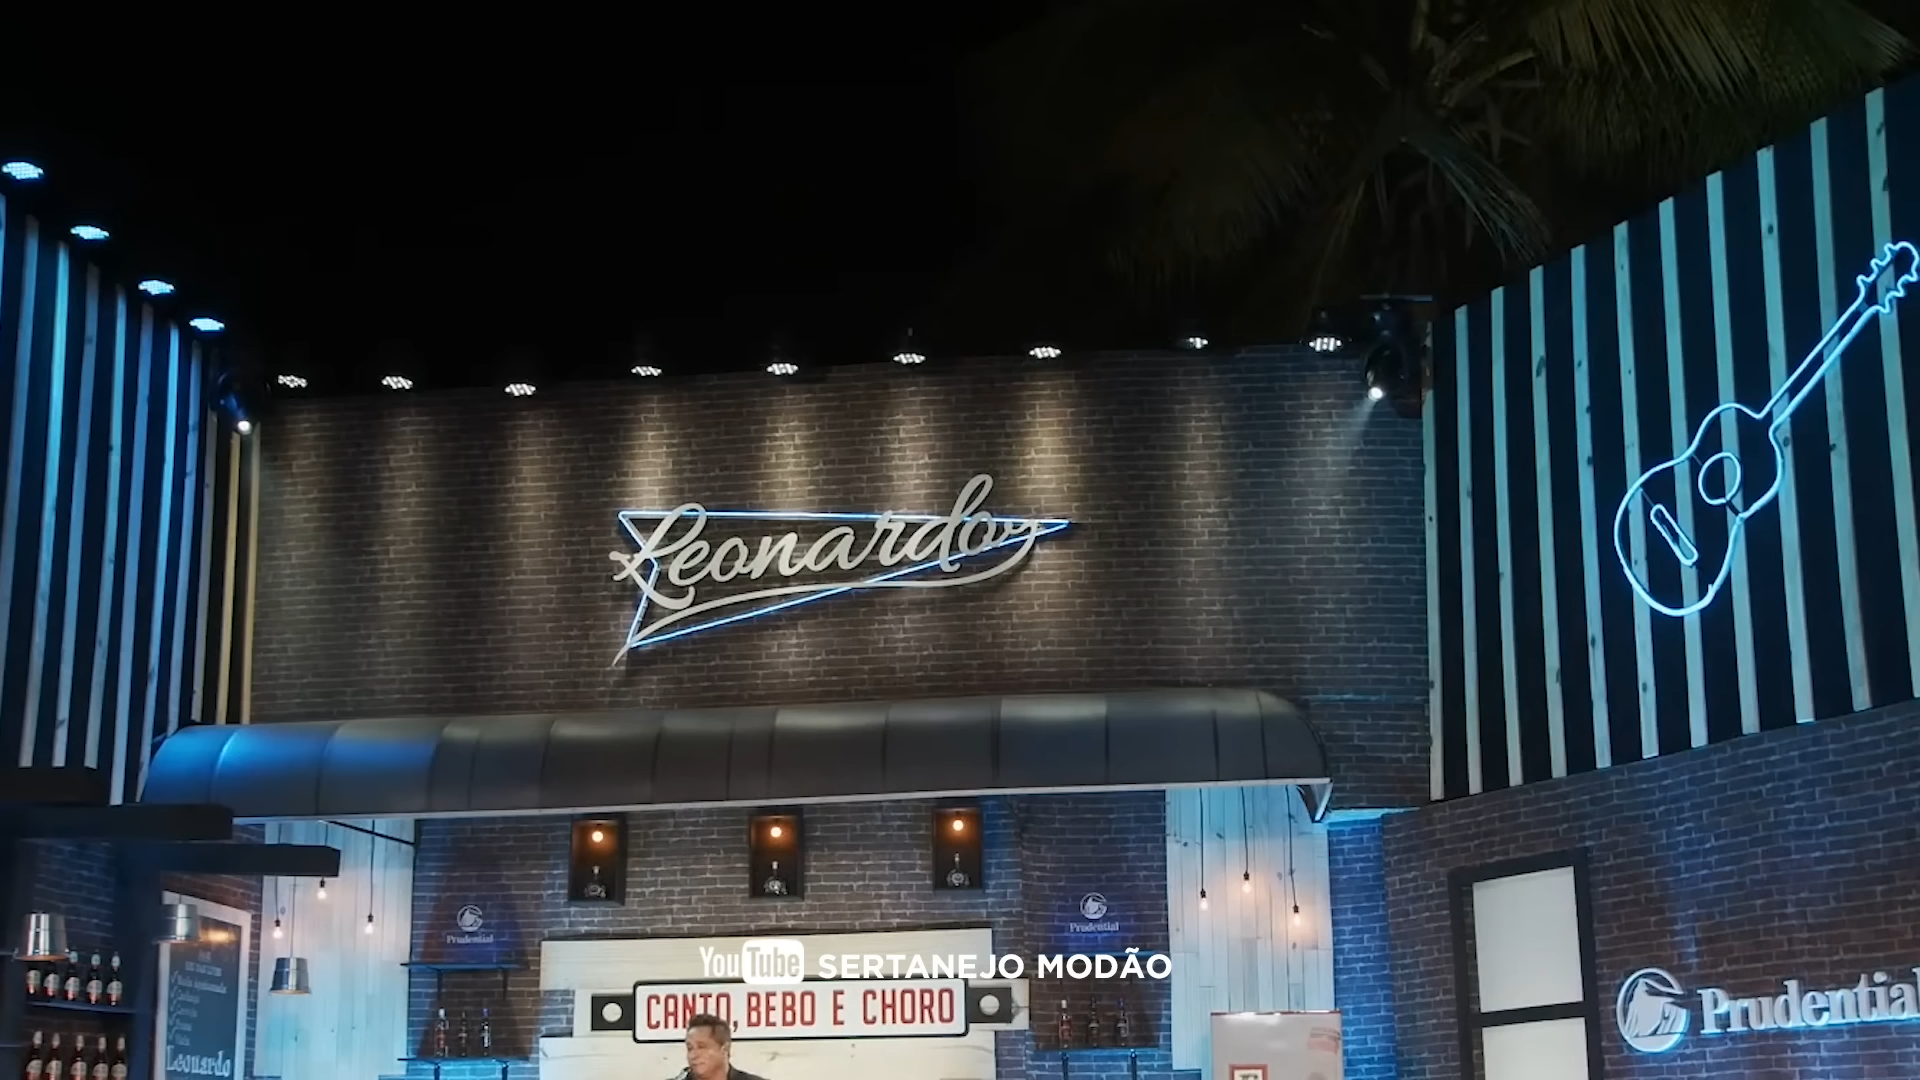 Leonardo
Prudential
Prudential
YouTube SERTANEJO MODÃO
CANTO, BEBO E CHORO
Prudential
Leonardo